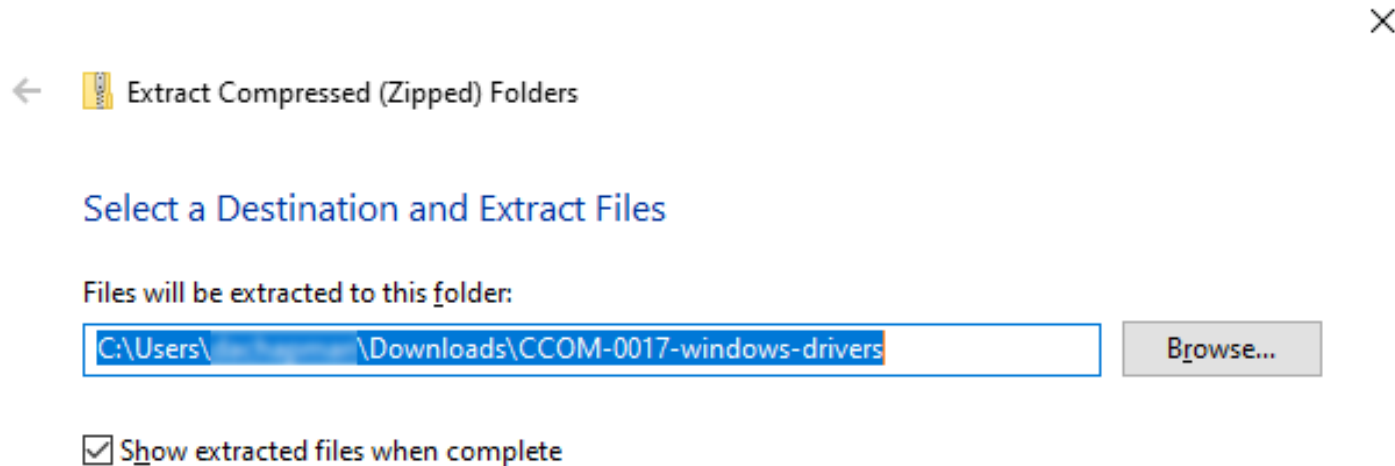 Extract Compressed (Zipped) Folders
Select a Destination and Extract Files
Files will be extracted to this folder:
C:\Users\ \Downloads\CCOM-0017-windows-drivers
Browse...
Show extracted files when complete